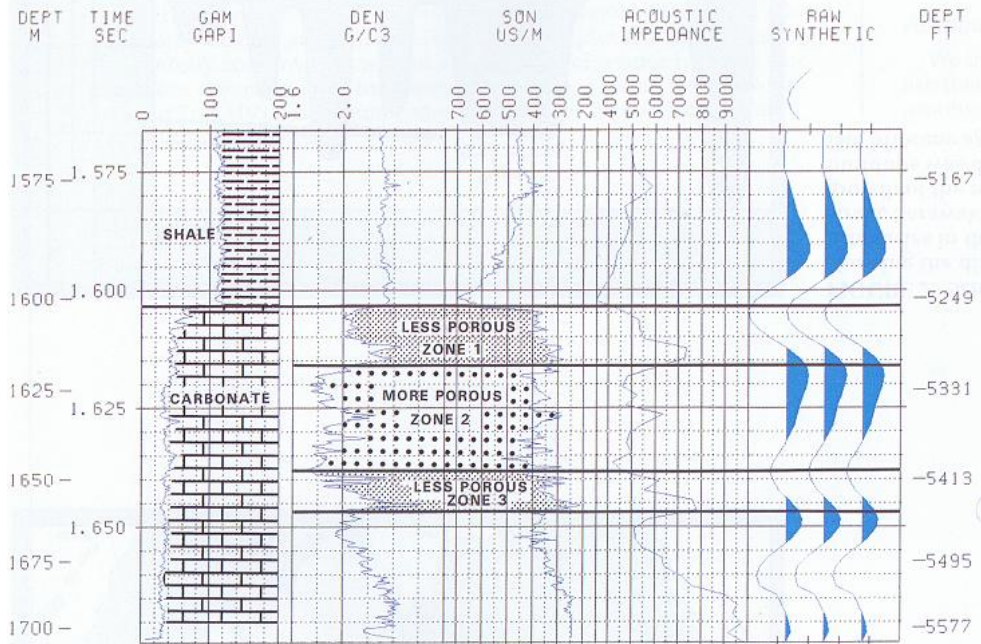 DEPT TIME GAM DEN SON ACOUSTIC RAW DEPT
M SEC GAPI G/C3 US/M IMPEDANCE SYNTHETIC FT
0 100 200 1.6 2.0 700 600 500 400 300 2000 3000 4000 5000 6000 7000 8000 9000
1575 1.575 5167
SHALE
1600 1.600 5249
LESS POROUS
ZONE 1
1625 CARBONATE MORE POROUS 5331
1.625 ZONE 2
1650 LESS POROUS 5413
ZONE 3
1.650
1675 5495
1700 5577